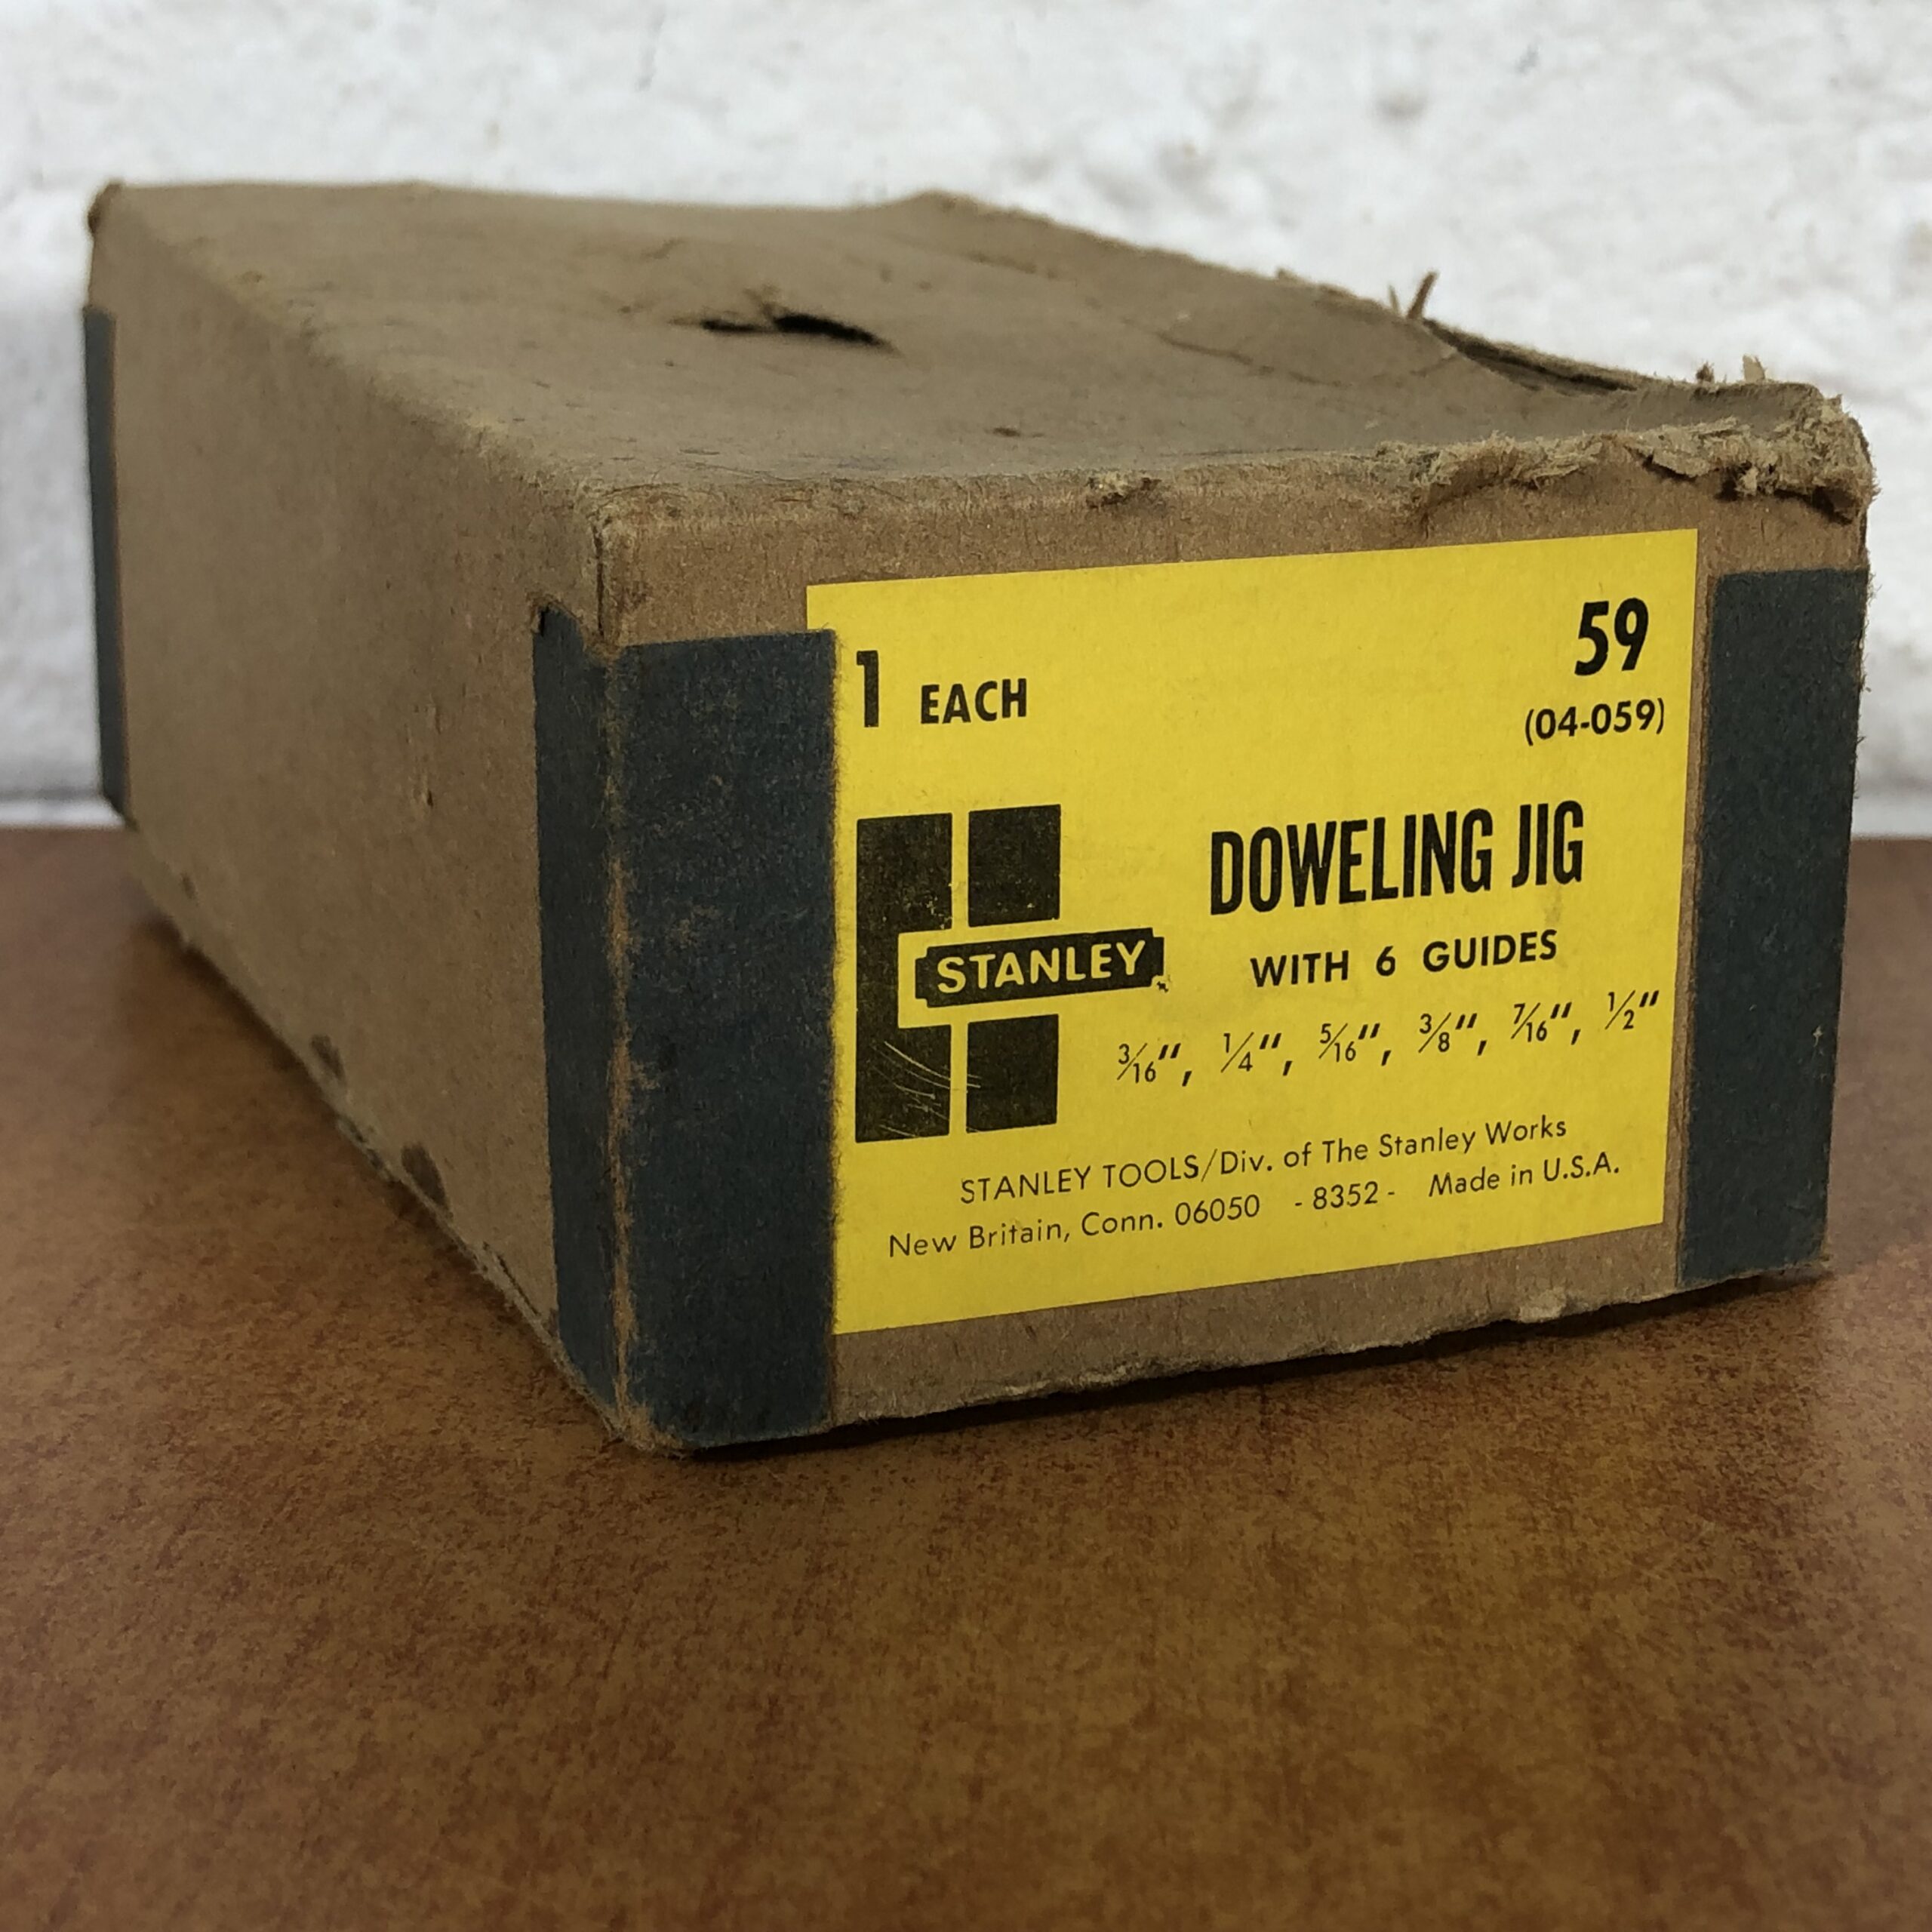 1 EACH
59
(04-059)
STANLEY
DOWELING JIG
WITH 6 GUIDES
3/16", 1/4", 5/16", 3/8", 7/16", 1/2"
STANLEY TOOLS/Div. of The Stanley Works
New Britain, Conn. 06050 - 8352 - Made in U.S.A.